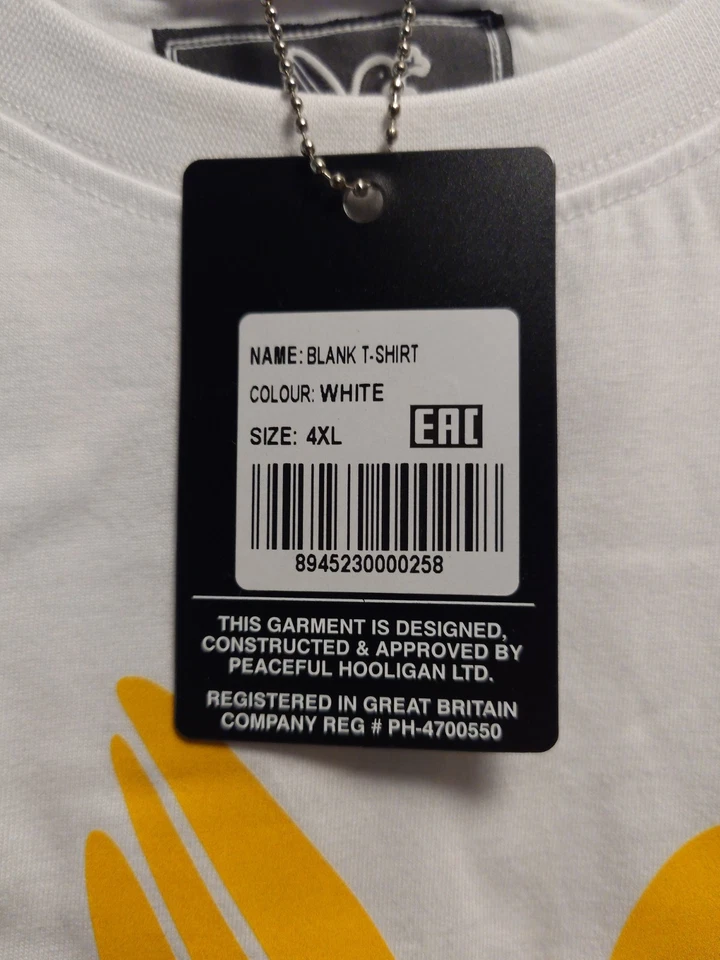 NAME: BLANK T-SHIRT
COLOUR: WHITE
SIZE: 4XL
EAC
8945230000258
THIS GARMENT IS DESIGNED,
CONSTRUCTED & APPROVED BY
PEACEFUL HOOLIGAN LTD.
REGISTERED IN GREAT BRITAIN
COMPANY REG # PH-4700550